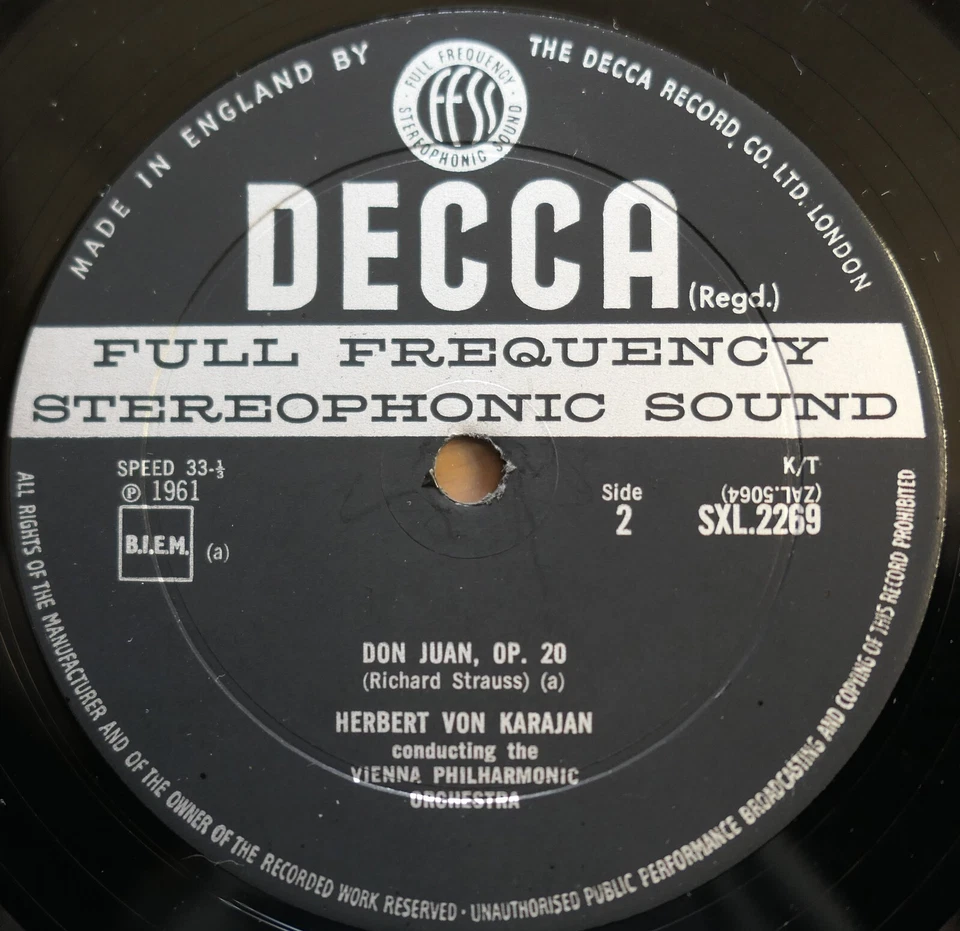 MADE IN ENGLAND BY
THE DECCA RECORD. CO. LTD. LONDON
· FULL FREQUENCY ·
FFSS
STEREOPHONIC SOUND
DECCA (Regd.)
FULL FREQUENCY
STEREOPHONIC SOUND
SPEED 33-⅓
Ⓟ 1961
B.I.E.M. (a)
K/T
(ZAL.5064)
Side
2
SXL.2269
DON JUAN, OP. 20
(Richard Strauss) (a)
HERBERT VON KARAJAN
conducting the
VIENNA PHILHARMONIC
ORCHESTRA
ALL RIGHTS OF THE MANUFACTURER AND OF THE OWNER OF THE RECORDED WORK RESERVED · UNAUTHORISED PUBLIC PERFORMANCE BROADCASTING AND COPYING OF THIS RECORD PROHIBITED